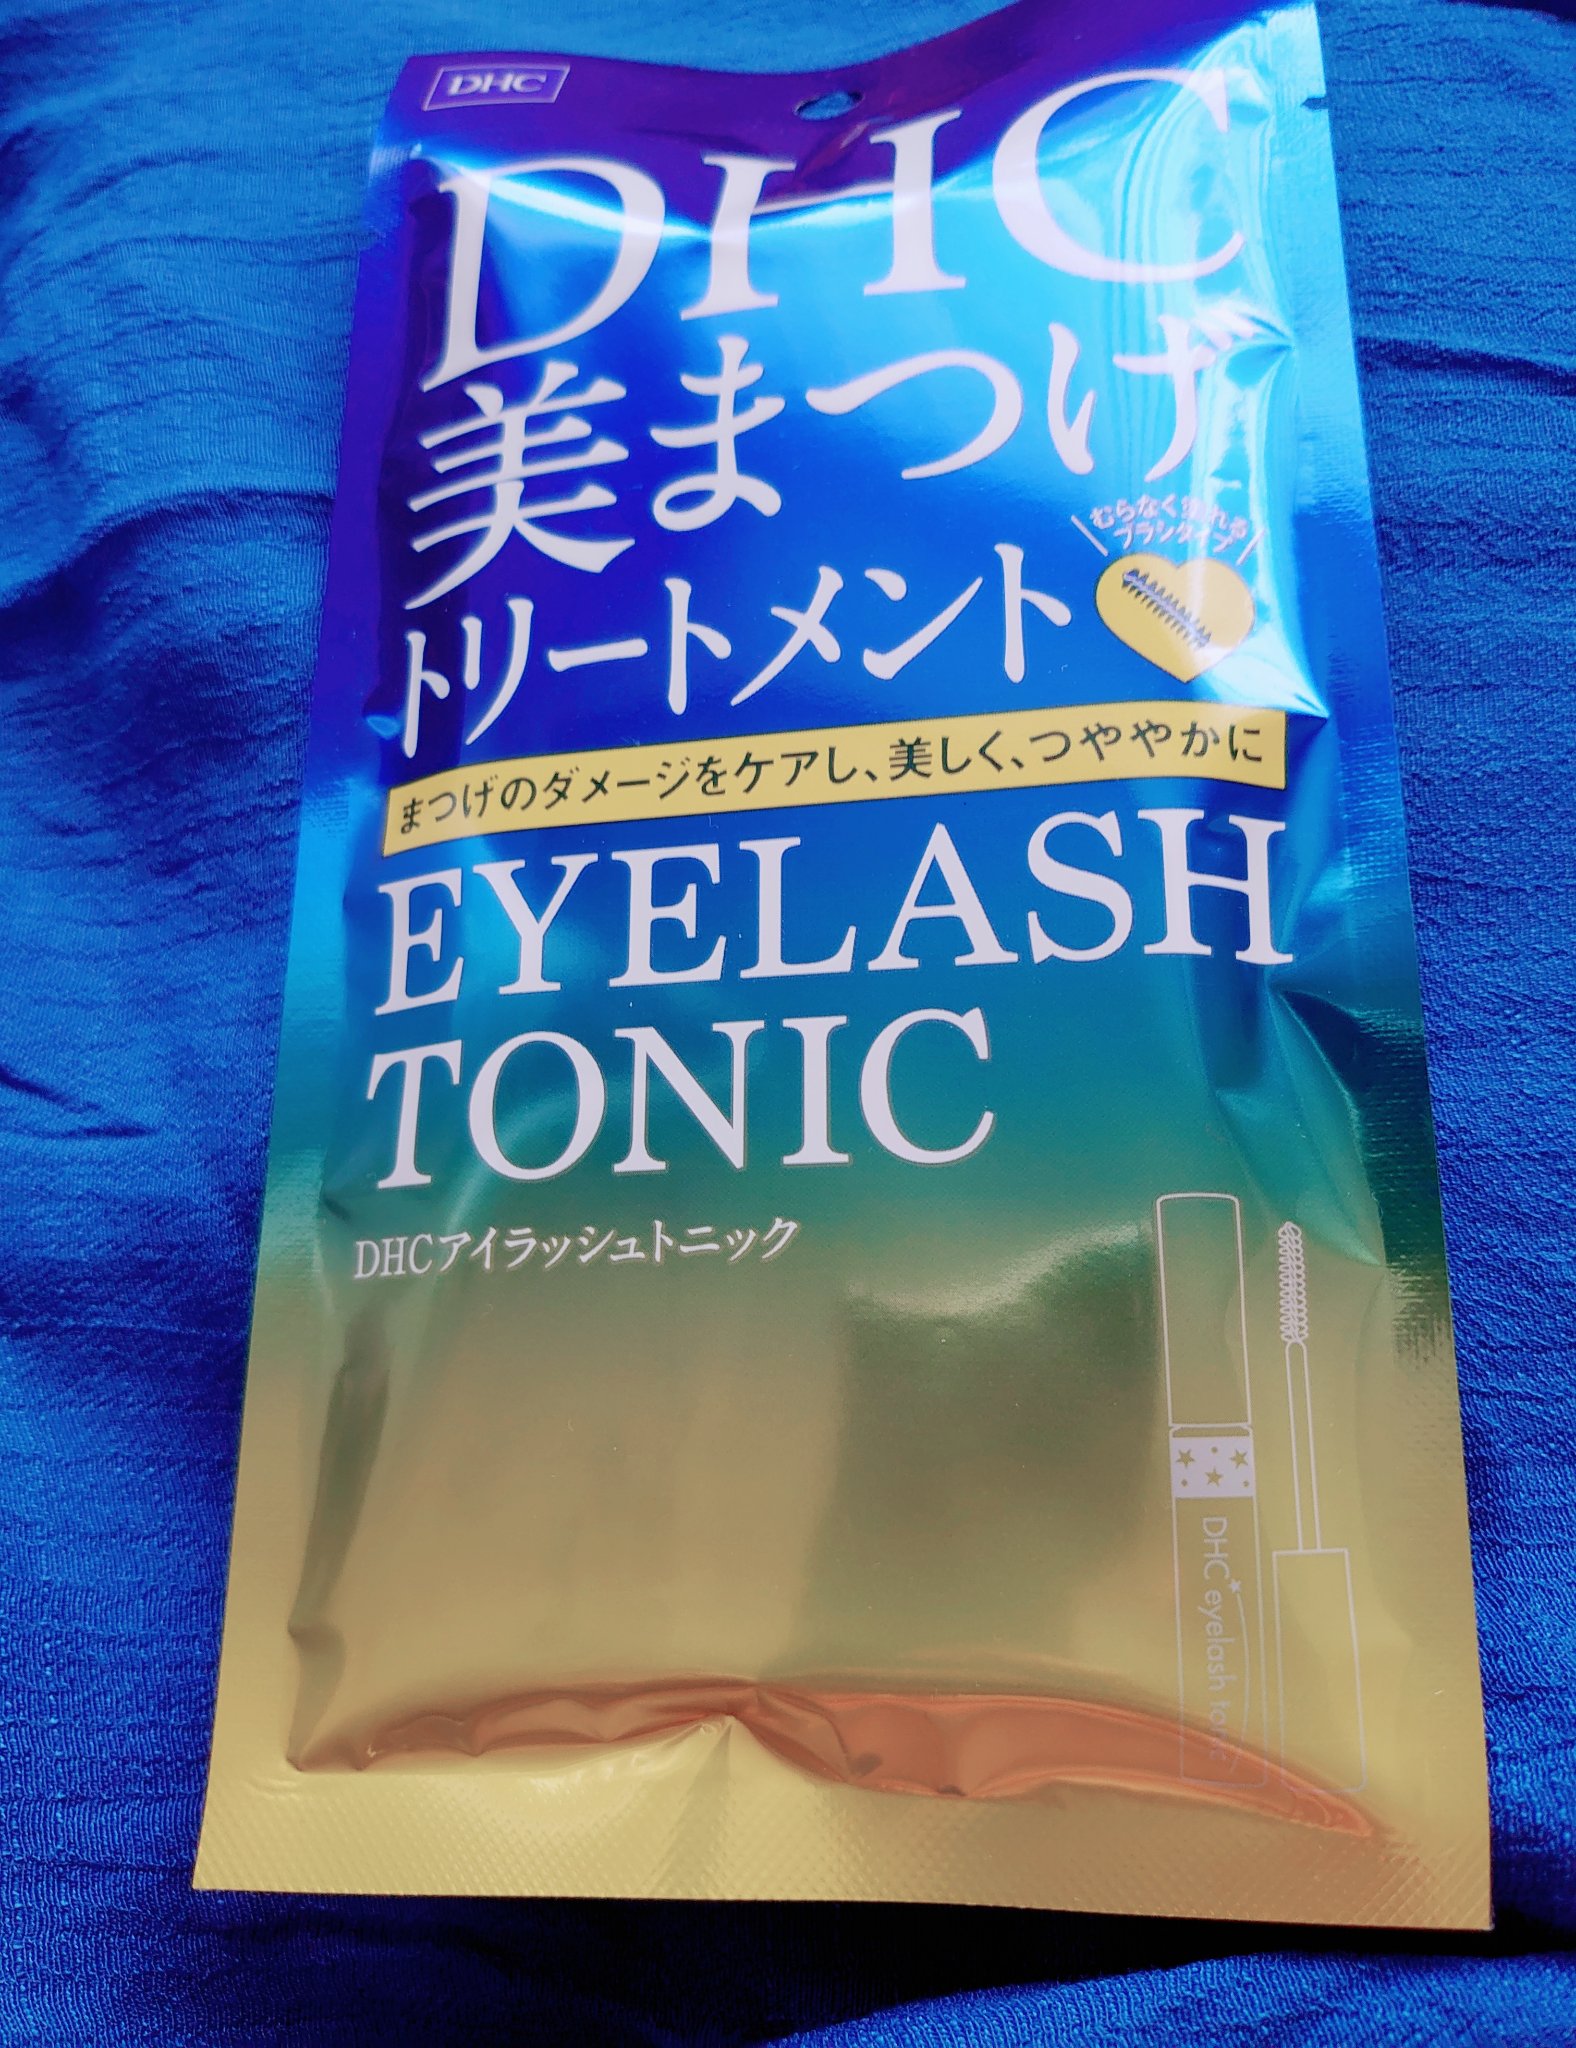 DHC
DHC
美まつげ
トリートメント
むらなく塗れる
ブラシタイプ
まつげのダメージをケアし、美しく、つややかに
EYELASH
TONIC
DHCアイラッシュトニック
DHC eyelash tonic